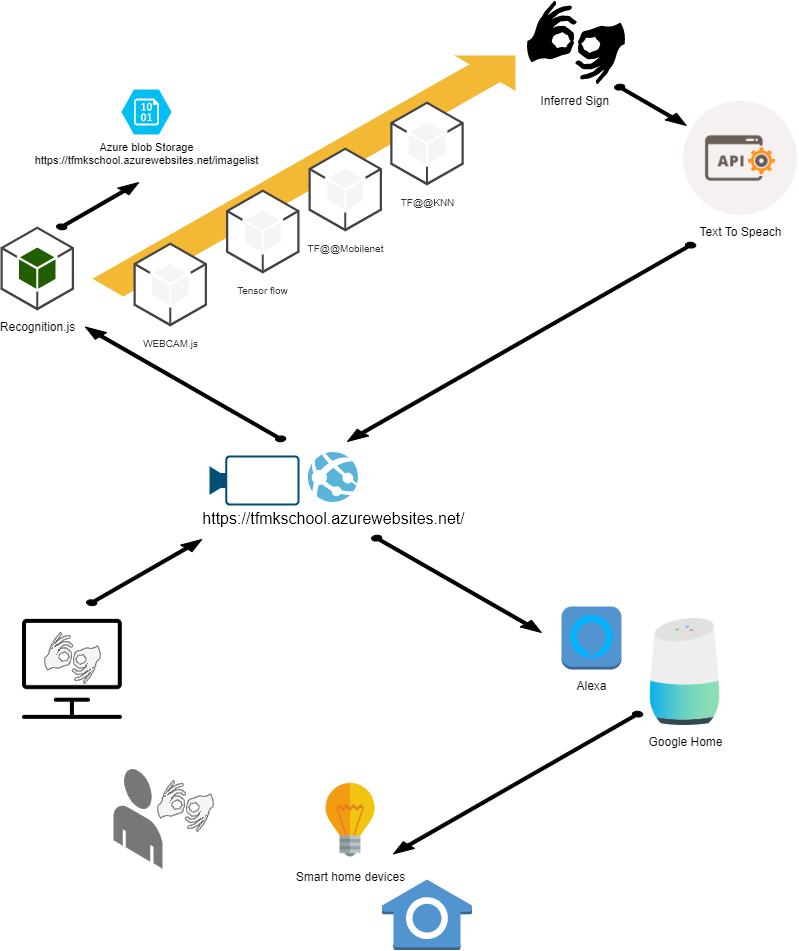 Inferred Sign
10
01
Azure blob Storage
https://tfmkschool.azurewebsites.net/imagelist
API
TF@@KNN
Text To Speach
TF@@Mobilenet
Tensor flow
Recognition.js
WEBCAM.js
https://tfmkschool.azurewebsites.net/
Alexa
Google Home
Smart home devices